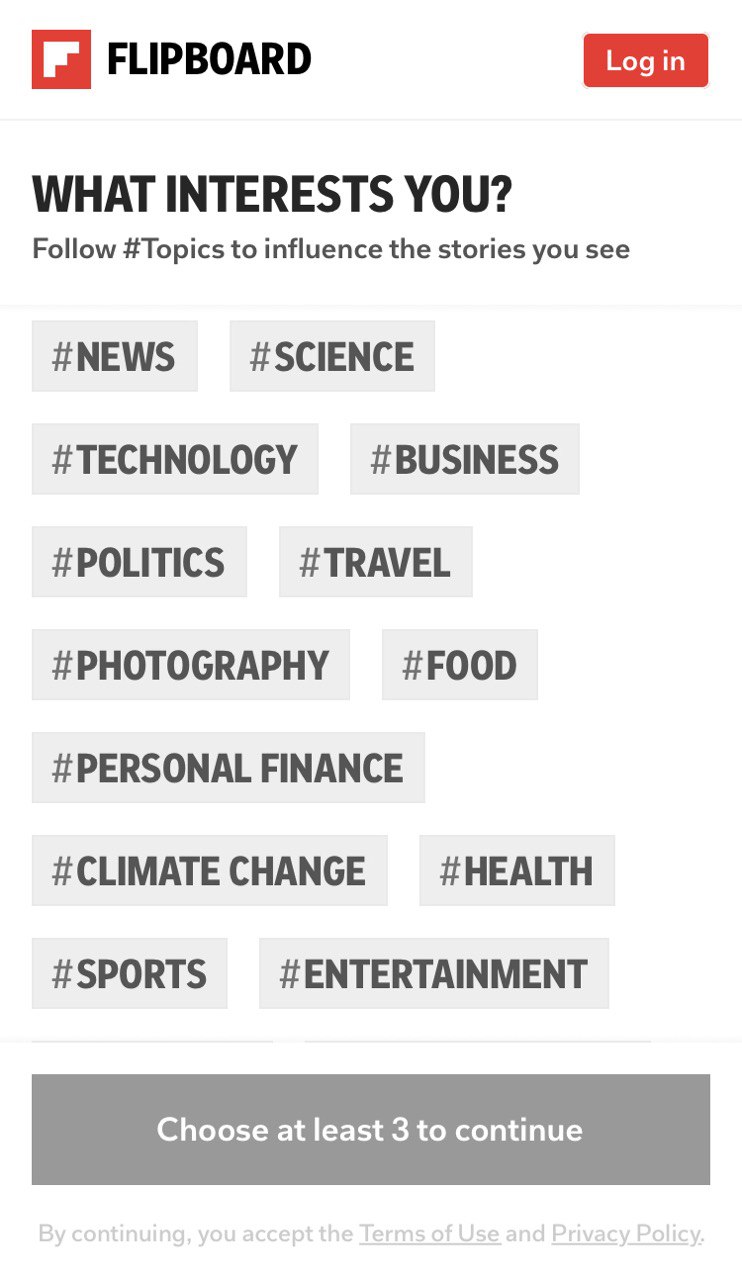 FLIPBOARD Log in
WHAT INTERESTS YOU?
Follow #Topics to influence the stories you see
#NEWS #SCIENCE
#TECHNOLOGY #BUSINESS
#POLITICS #TRAVEL
#PHOTOGRAPHY #FOOD
#PERSONAL FINANCE
#CLIMATE CHANGE #HEALTH
#SPORTS #ENTERTAINMENT
Choose at least 3 to continue
By continuing, you accept the Terms of Use and Privacy Policy.